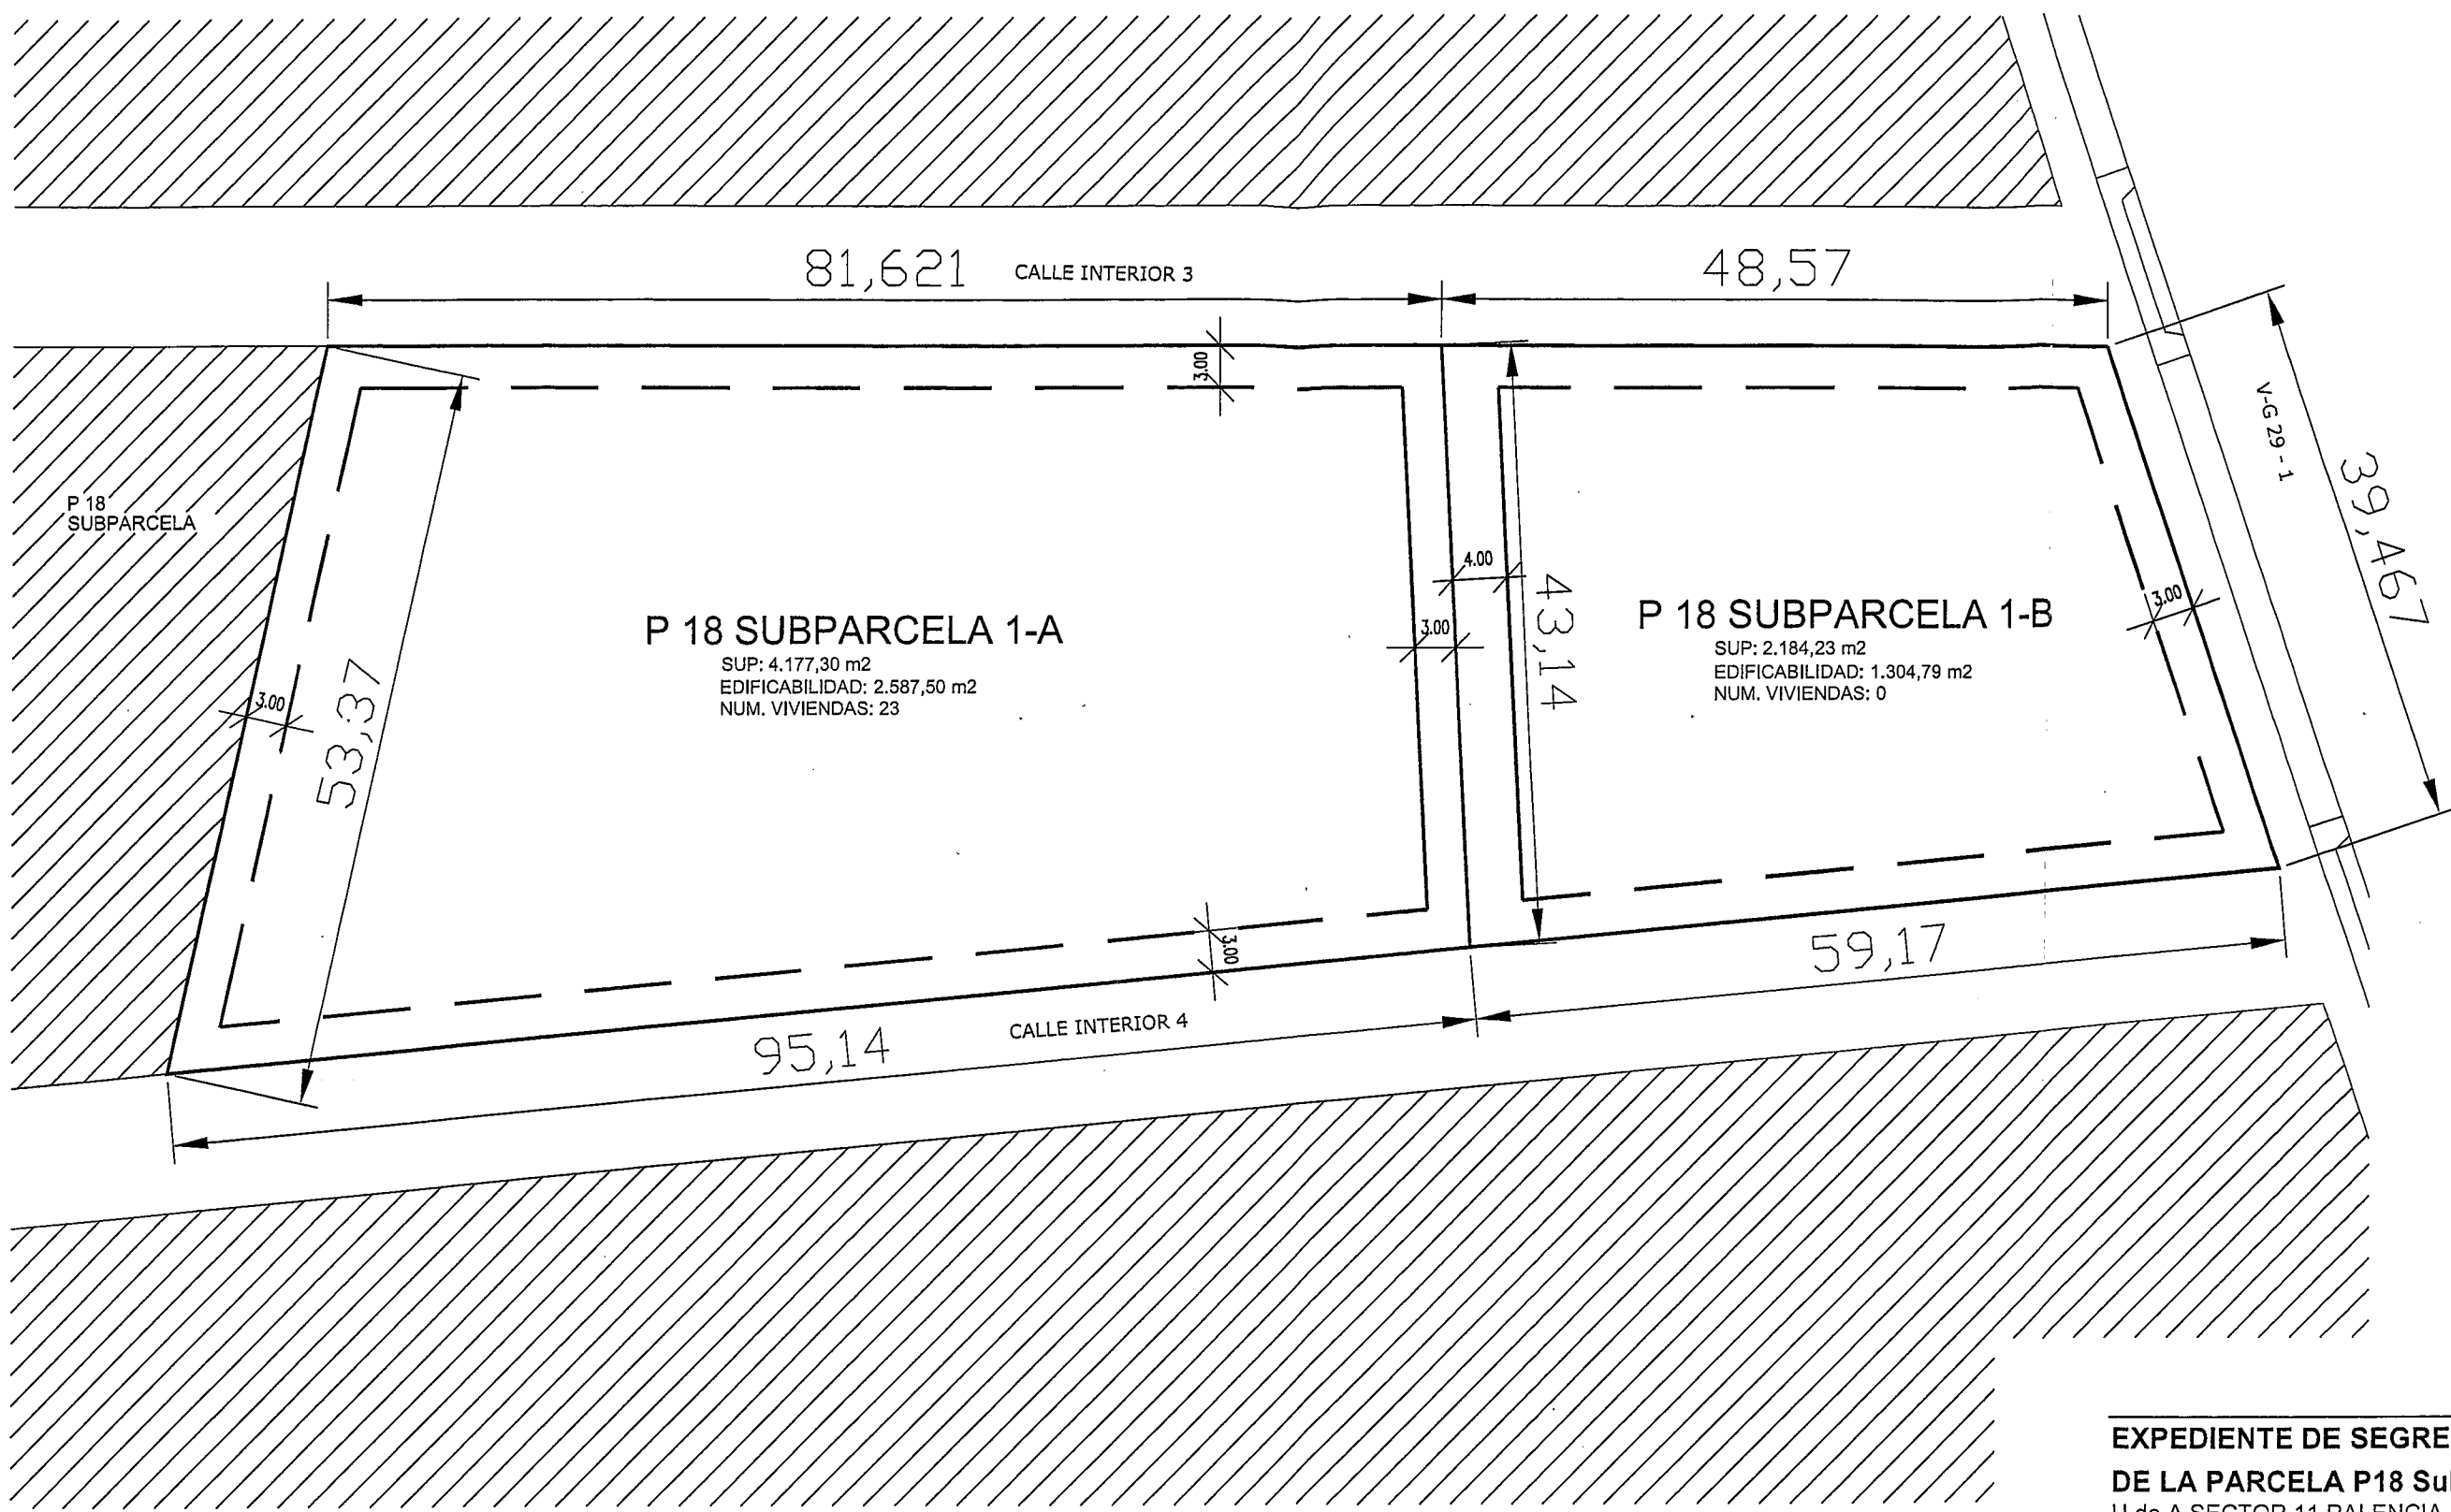 81,621
CALLE INTERIOR 3
48,57
3.00
V-G 29 - 1
39,467
P 18
SUBPARCELA
4.00
3.00
43,14
3.00
P 18 SUBPARCELA 1-A
SUP: 4.177,30 m2
EDIFICABILIDAD: 2.587,50 m2
NUM. VIVIENDAS: 23
P 18 SUBPARCELA 1-B
SUP: 2.184,23 m2
EDIFICABILIDAD: 1.304,79 m2
NUM. VIVIENDAS: 0
3.00
53,37
3.00
59,17
CALLE INTERIOR 4
95,14
EXPEDIENTE DE SEGRE
DE LA PARCELA P18 Su
U de A SECTOR 11 PALENCIA